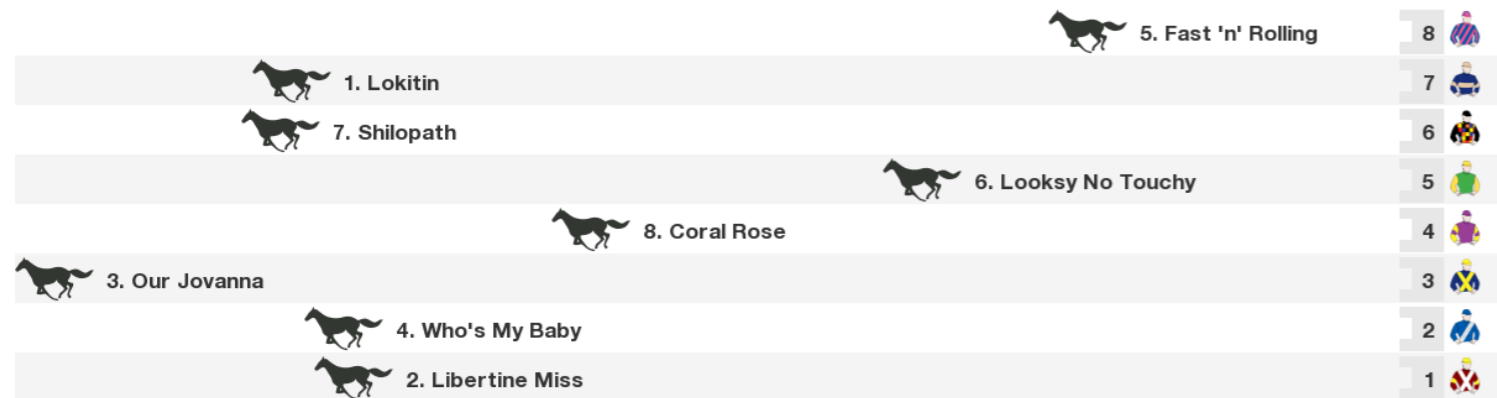 5. Fast 'n' Rolling 8
1. Lokitin 7
7. Shilopath 6
6. Looksy No Touchy 5
8. Coral Rose 4
3. Our Jovanna 3
4. Who's My Baby 2
2. Libertine Miss 1